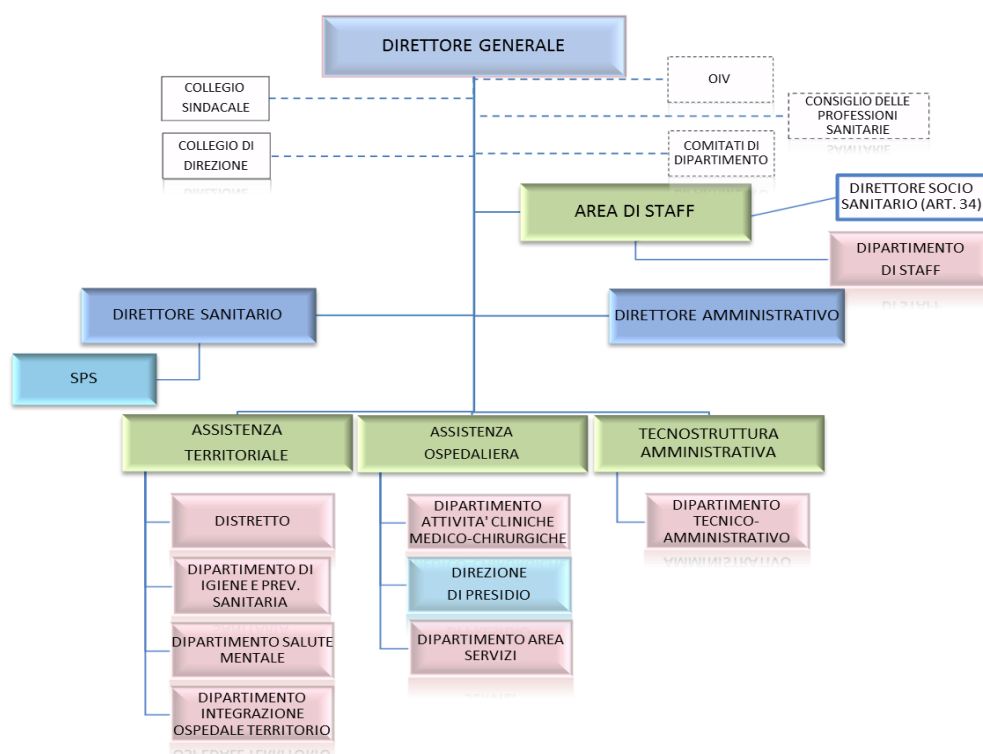 DIRETTORE GENERALE
COLLEGIO
SINDACALE
OIV
CONSIGLIO DELLE
PROFESSIONI
SANITARIE
COLLEGIO DI
DIREZIONE
COMITATI DI
DIPARTIMENTO
AREA DI STAFF
DIRETTORE SOCIO
SANITARIO (ART. 34)
DIPARTIMENTO
DI STAFF
DIRETTORE SANITARIO
DIRETTORE AMMINISTRATIVO
SPS
ASSISTENZA
TERRITORIALE
ASSISTENZA
OSPEDALIERA
TECNOSTRUTTURA
AMMINISTRATIVA
DISTRETTO
DIPARTIMENTO
ATTIVITA' CLINICHE
MEDICO-CHIRURGICHE
DIPARTIMENTO
TECNICO-
AMMINISTRATIVO
DIPARTIMENTO DI
IGIENE E PREV.
SANITARIA
DIREZIONE
DI PRESIDIO
DIPARTIMENTO SALUTE
MENTALE
DIPARTIMENTO AREA
SERVIZI
DIPARTIMENTO
INTEGRAZIONE
OSPEDALE TERRITORIO